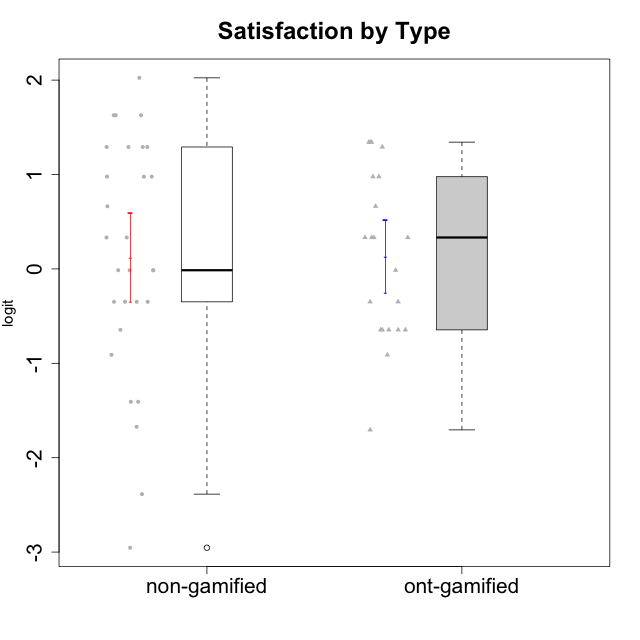 Satisfaction by Type
logit
2
1
0
-1
-2
-3
non-gamified ont-gamified